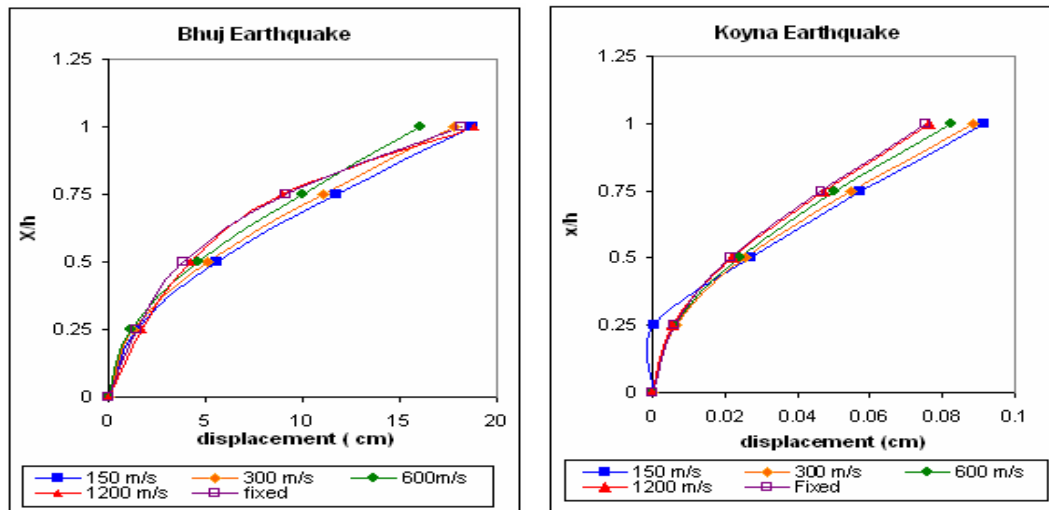 Bhuj Earthquake
1.25
1
0.75
0.5
0.25
0
X/h
0 5 10 15 20
displacement ( cm)
150 m/s 300 m/s 600m/s
1200 m/s fixed
Koyna Earthquake
1.25
1
0.75
0.5
0.25
0
x/h
0 0.02 0.04 0.06 0.08 0.1
displacement (cm)
150 m/s 300 m/s 600 m/s
1200 m/s Fixed